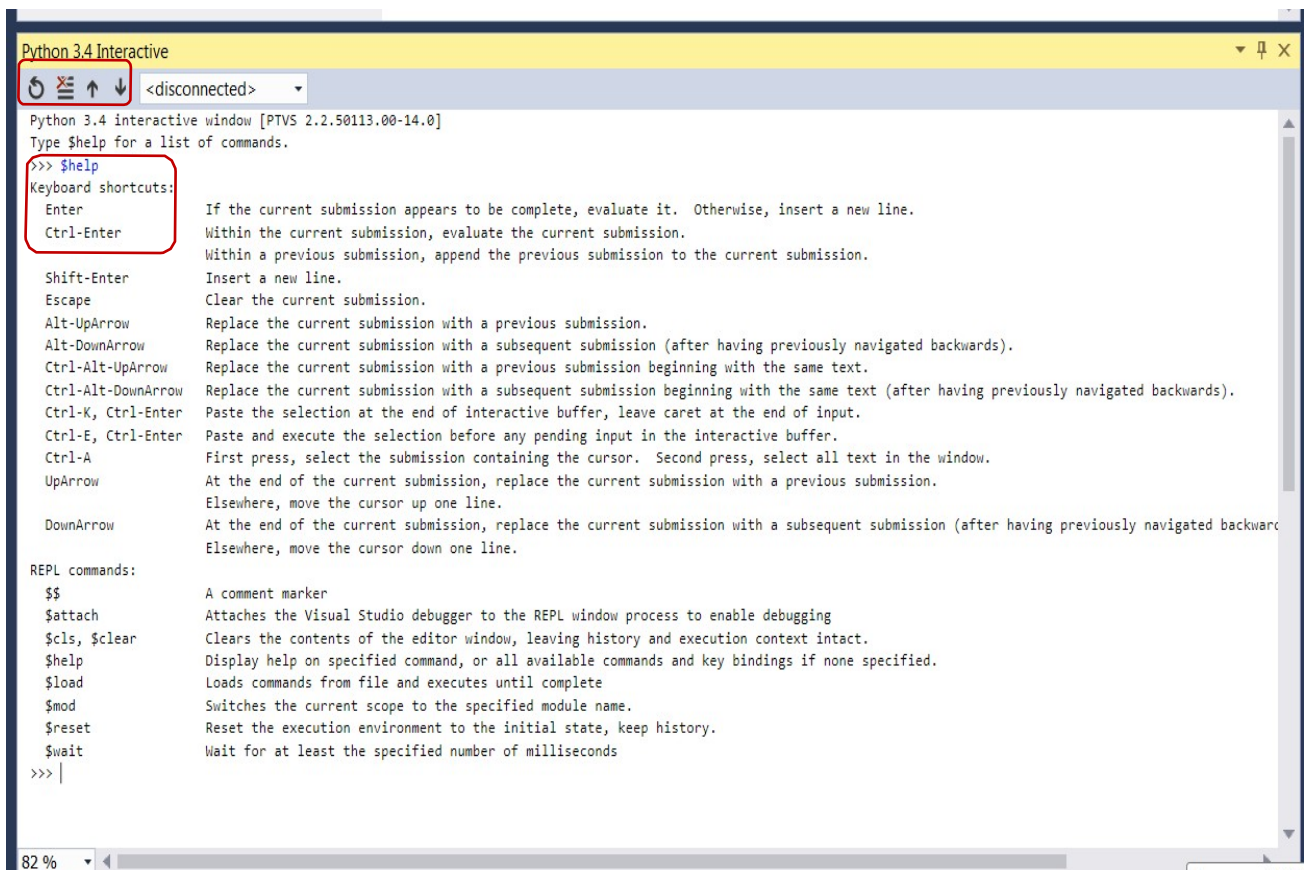 Python 3.4 Interactive
<disconnected>
Python 3.4 interactive window [PTVS 2.2.50113.00-14.0]
Type $help for a list of commands.
>>> $help
Keyboard shortcuts:
Enter If the current submission appears to be complete, evaluate it.  Otherwise, insert a new line.
Ctrl-Enter Within the current submission, evaluate the current submission.
Within a previous submission, append the previous submission to the current submission.
Shift-Enter Insert a new line.
Escape Clear the current submission.
Alt-UpArrow Replace the current submission with a previous submission.
Alt-DownArrow Replace the current submission with a subsequent submission (after having previously navigated backwards).
Ctrl-Alt-UpArrow Replace the current submission with a previous submission beginning with the same text.
Ctrl-Alt-DownArrow Replace the current submission with a subsequent submission beginning with the same text (after having previously navigated backwards).
Ctrl-K, Ctrl-Enter Paste the selection at the end of interactive buffer, leave caret at the end of input.
Ctrl-E, Ctrl-Enter Paste and execute the selection before any pending input in the interactive buffer.
Ctrl-A First press, select the submission containing the cursor.  Second press, select all text in the window.
UpArrow At the end of the current submission, replace the current submission with a previous submission.
Elsewhere, move the cursor up one line.
DownArrow At the end of the current submission, replace the current submission with a subsequent submission (after having previously navigated backwarc
Elsewhere, move the cursor down one line.
REPL commands:
$$ A comment marker
$attach Attaches the Visual Studio debugger to the REPL window process to enable debugging
$cls, $clear Clears the contents of the editor window, leaving history and execution context intact.
$help Display help on specified command, or all available commands and key bindings if none specified.
$load Loads commands from file and executes until complete
$mod Switches the current scope to the specified module name.
$reset Reset the execution environment to the initial state, keep history.
$wait Wait for at least the specified number of milliseconds
>>>
82 %